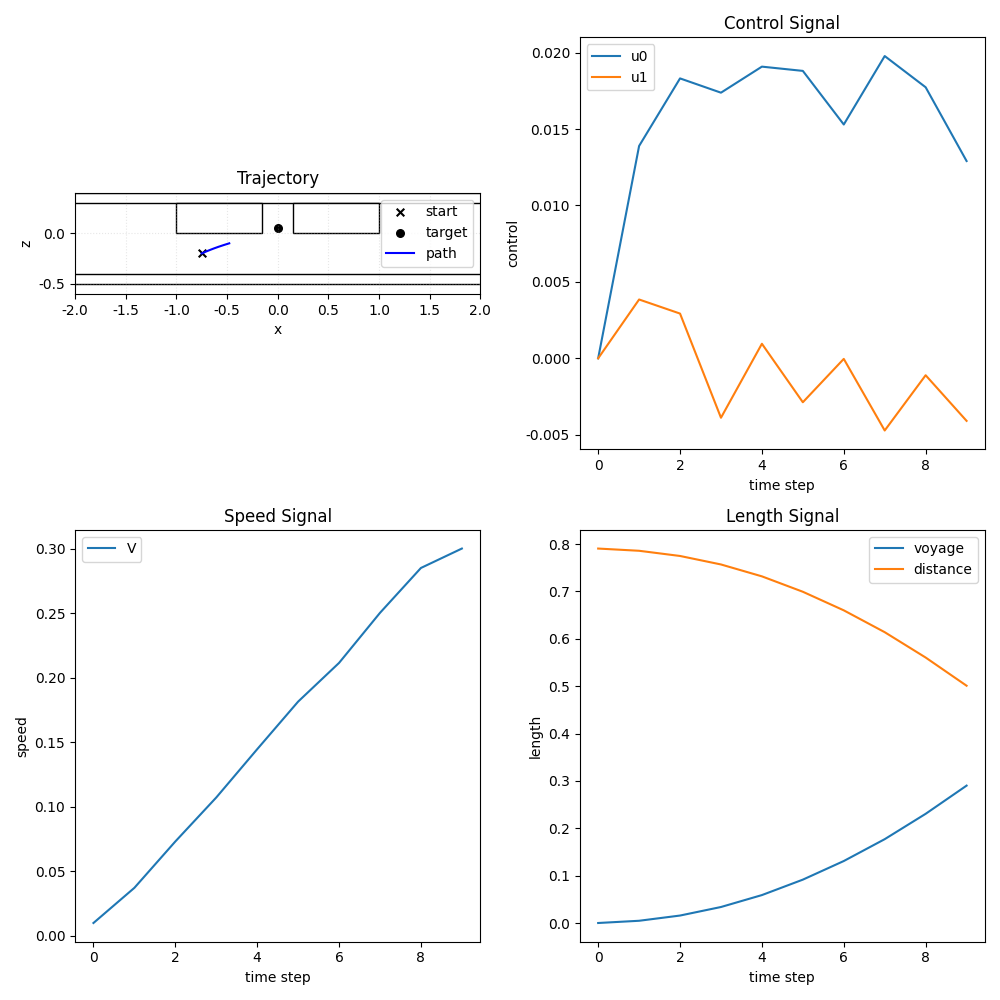 Trajectory
start
target
path
0.0
-0.5
z
-2.0 -1.5 -1.0 -0.5 0.0 0.5 1.0 1.5 2.0
x
Control Signal
u0
u1
0.020
0.015
0.010
0.005
0.000
-0.005
control
0 2 4 6 8
time step
Speed Signal
V
0.30
0.25
0.20
0.15
0.10
0.05
0.00
speed
0 2 4 6 8
time step
Length Signal
voyage
distance
0.8
0.7
0.6
0.5
0.4
0.3
0.2
0.1
0.0
length
0 2 4 6 8
time step